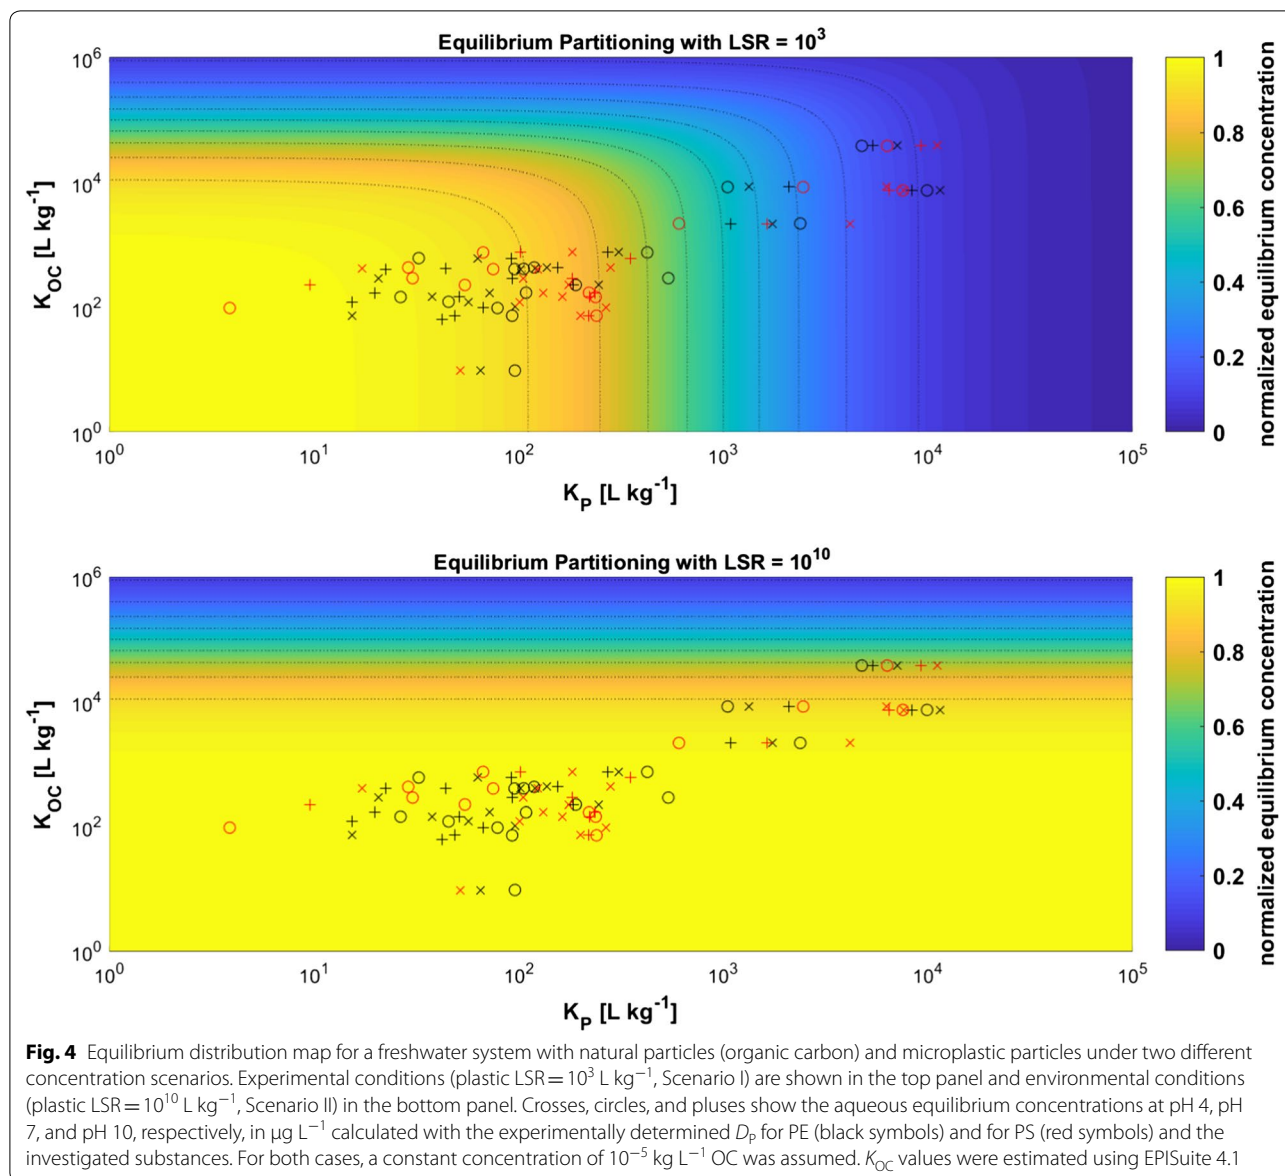 Equilibrium Partitioning with LSR = 10³
10⁶
10⁴
10²
10⁰
K_OC [L kg⁻¹]
10⁰ 10¹ 10² 10³ 10⁴ 10⁵
K_P [L kg⁻¹]
1
0.8
0.6
0.4
0.2
0
normalized equilibrium concentration
Equilibrium Partitioning with LSR = 10¹⁰
10⁶
10⁴
10²
10⁰
K_OC [L kg⁻¹]
10⁰ 10¹ 10² 10³ 10⁴ 10⁵
K_P [L kg⁻¹]
1
0.8
0.6
0.4
0.2
0
normalized equilibrium concentration
Fig. 4 Equilibrium distribution map for a freshwater system with natural particles (organic carbon) and microplastic particles under two different
concentration scenarios. Experimental conditions (plastic LSR = 10³ L kg⁻¹, Scenario I) are shown in the top panel and environmental conditions
(plastic LSR = 10¹⁰ L kg⁻¹, Scenario II) in the bottom panel. Crosses, circles, and pluses show the aqueous equilibrium concentrations at pH 4, pH
7, and pH 10, respectively, in µg L⁻¹ calculated with the experimentally determined D_P for PE (black symbols) and for PS (red symbols) and the
investigated substances. For both cases, a constant concentration of 10⁻⁵ kg L⁻¹ OC was assumed. K_OC values were estimated using EPISuite 4.1